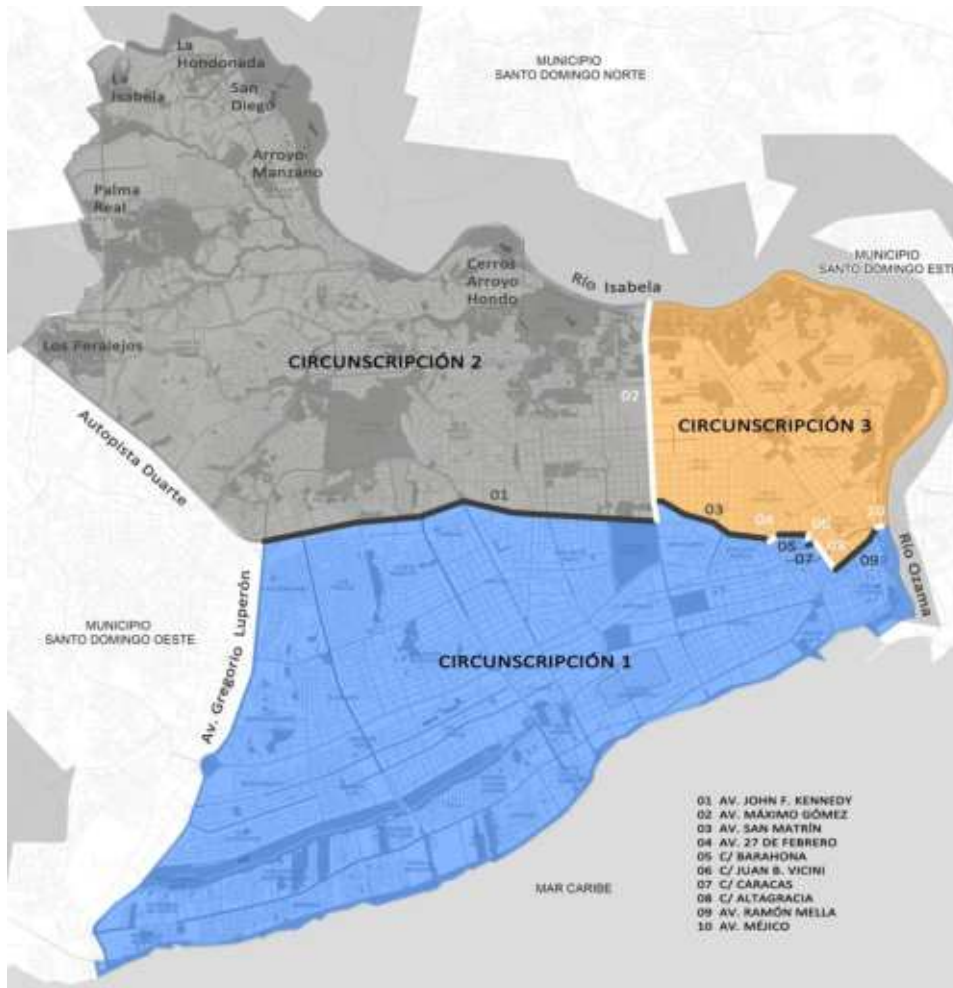 La
Hondonada
La
Isabela
San
Diego
Arroyo
Manzano
Palma
Real
Cerros
Arroyo
Hondo
Los Peralejos
MUNICIPIO
SANTO DOMINGO NORTE
MUNICIPIO
SANTO DOMINGO ESTE
Río Isabela
CIRCUNSCRIPCIÓN 2
02
CIRCUNSCRIPCIÓN 3
Autopista Duarte
01
03
04
05
06
07
08
09
10
Río Ozama
MUNICIPIO
SANTO DOMINGO OESTE
Av. Gregorio Luperón
CIRCUNSCRIPCIÓN 1
MAR CARIBE
01 AV. JOHN F. KENNEDY
02 AV. MÁXIMO GÓMEZ
03 AV. SAN MATRÍN
04 AV. 27 DE FEBRERO
05 C/ BARAHONA
06 C/ JUAN B. VICINI
07 C/ CARACAS
08 C/ ALTAGRACIA
09 AV. RAMÓN MELLA
10 AV. MÉJICO